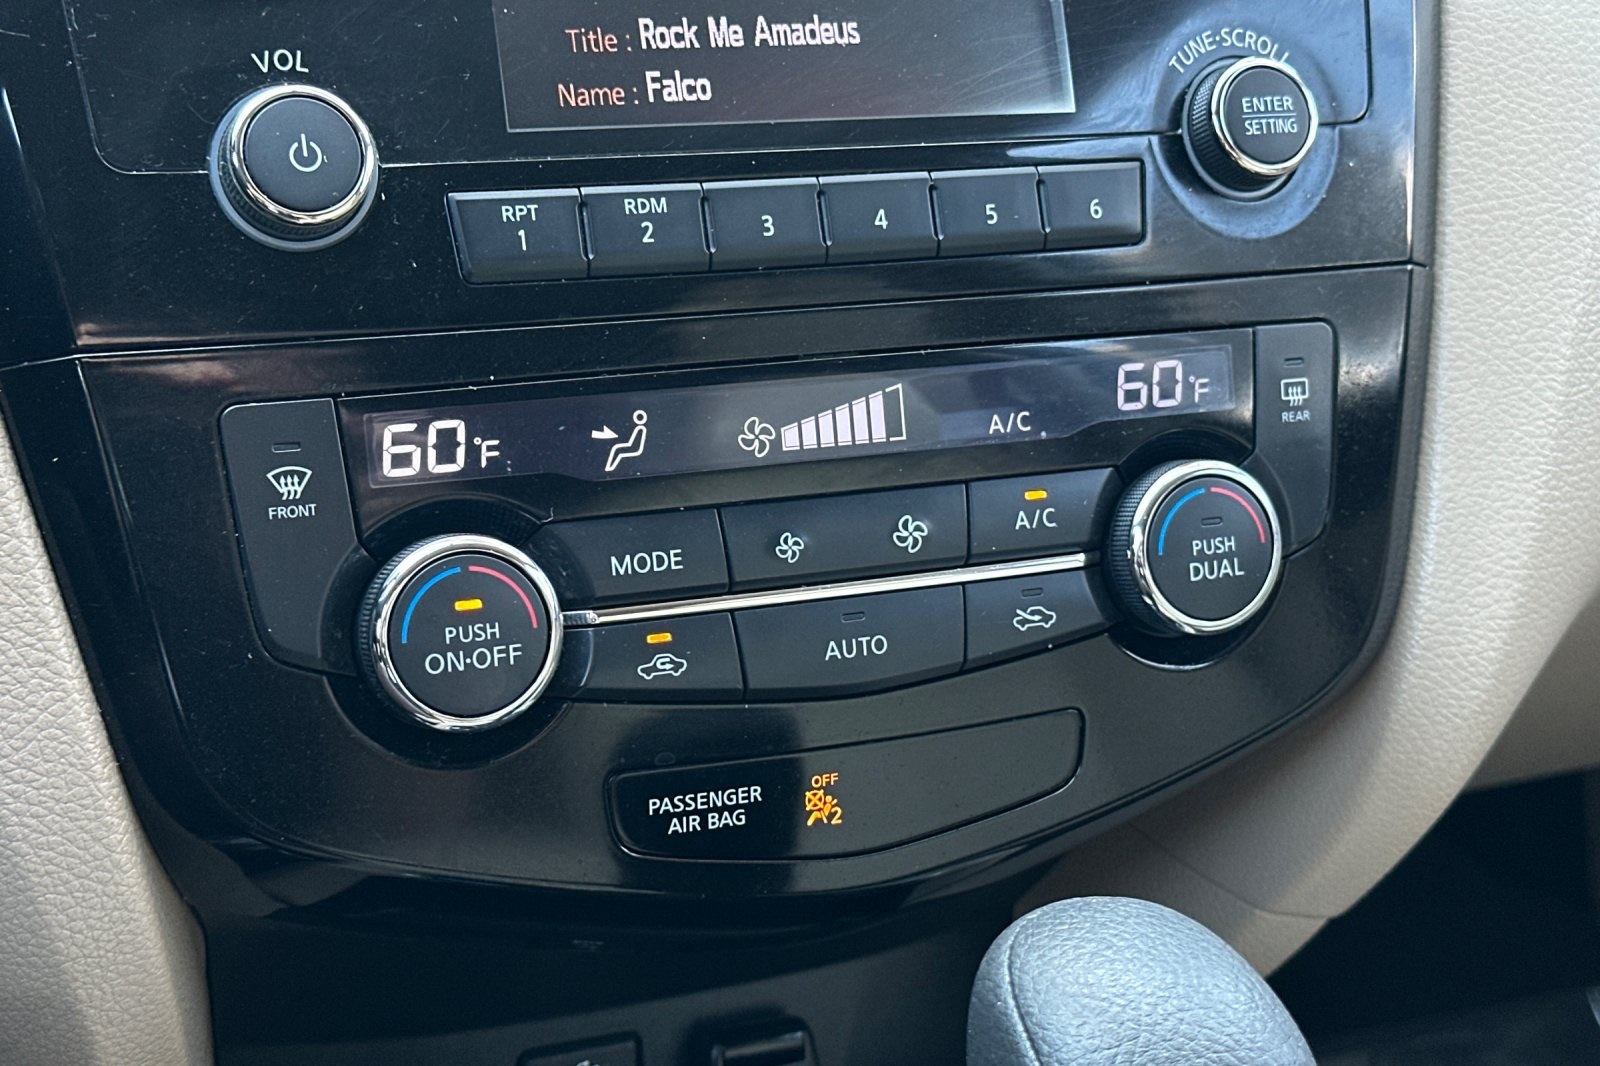 Title : Rock Me Amadeus
Name : Falco
VOL
TUNE·SCROLL
ENTER
SETTING
RPT
1
RDM
2
3
4
5
6
60°F
A/C
60°F
FRONT
REAR
MODE
A/C
PUSH
DUAL
PUSH
ON·OFF
AUTO
PASSENGER
AIR BAG
OFF
2